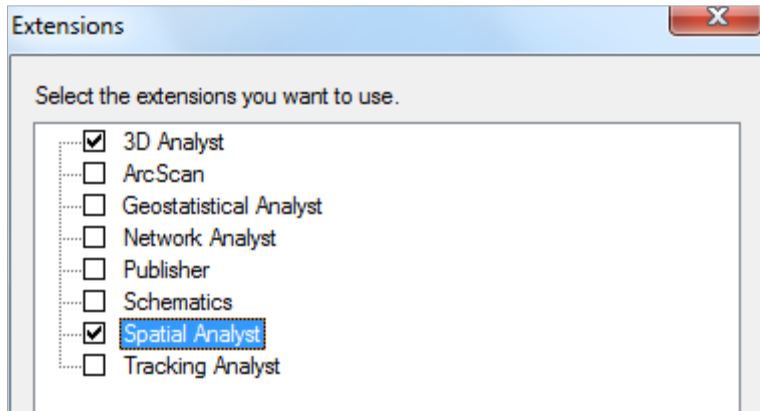 Extensions
Select the extensions you want to use.
3D Analyst
ArcScan
Geostatistical Analyst
Network Analyst
Publisher
Schematics
Spatial Analyst
Tracking Analyst